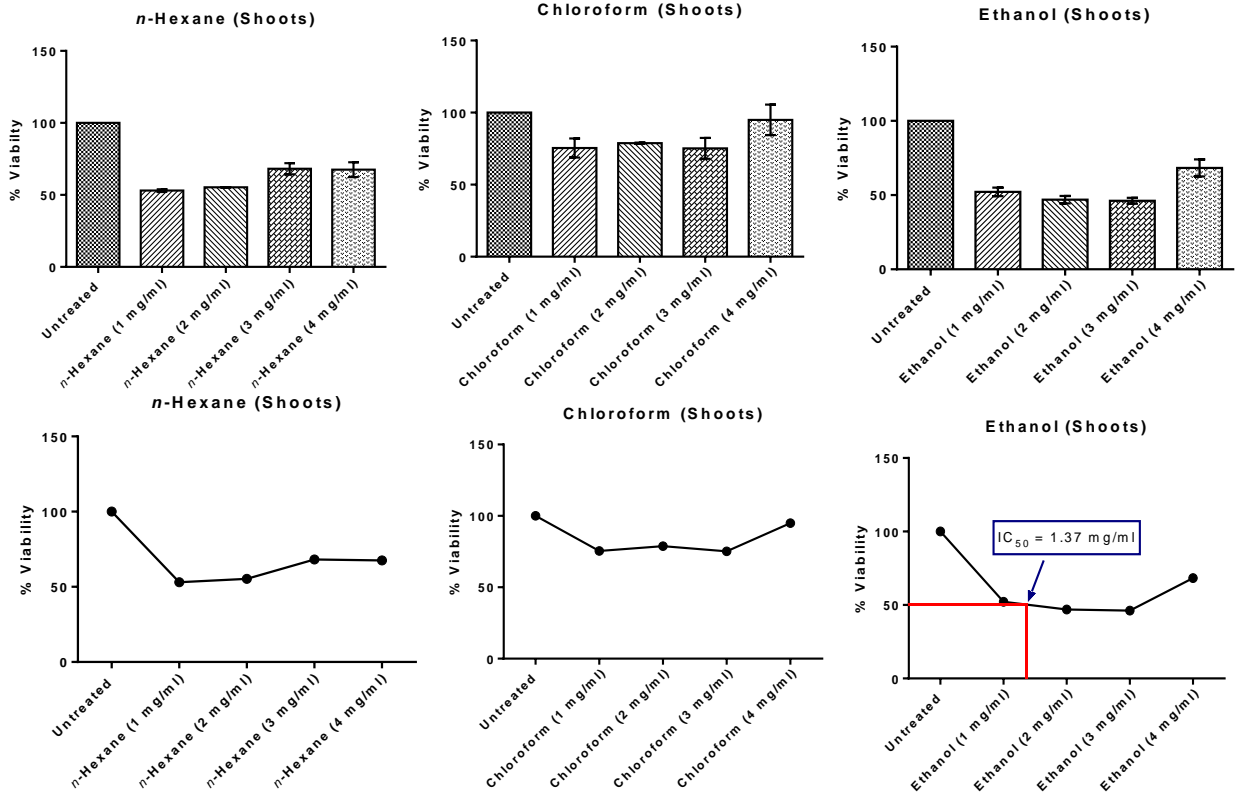 n-Hexane (Shoots)
% Viabilty
150
100
50
0
Untreated
n-Hexane (1 mg/ml)
n-Hexane (2 mg/ml)
n-Hexane (3 mg/ml)
n-Hexane (4 mg/ml)
Chloroform (Shoots)
% Viabilty
150
100
50
0
Untreated
Chloroform (1 mg/ml)
Chloroform (2 mg/ml)
Chloroform (3 mg/ml)
Chloroform (4 mg/ml)
Ethanol (Shoots)
% Viabilty
150
100
50
0
Untreated
Ethanol (1 mg/ml)
Ethanol (2 mg/ml)
Ethanol (3 mg/ml)
Ethanol (4 mg/ml)
n-Hexane (Shoots)
% Viability
150
100
50
0
Untreated
n-Hexane (1 mg/ml)
n-Hexane (2 mg/ml)
n-Hexane (3 mg/ml)
n-Hexane (4 mg/ml)
Chloroform (Shoots)
% Viability
150
100
50
0
Untreated
Chloroform (1 mg/ml)
Chloroform (2 mg/ml)
Chloroform (3 mg/ml)
Chloroform (4 mg/ml)
Ethanol (Shoots)
% Viability
150
100
50
0
IC50 = 1.37 mg/ml
Untreated
Ethanol (1 mg/ml)
Ethanol (2 mg/ml)
Ethanol (3 mg/ml)
Ethanol (4 mg/ml)